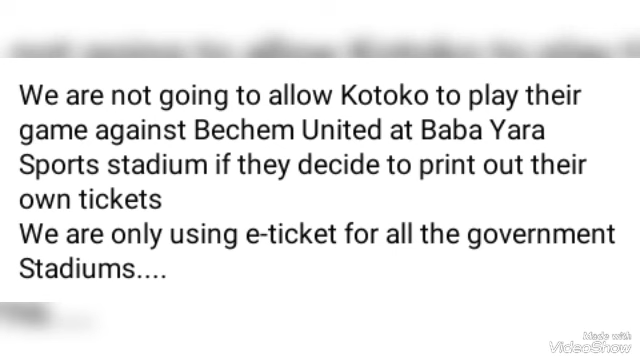 We are not going to allow Kotoko to play their
game against Bechem United at Baba Yara
Sports stadium if they decide to print out their
own tickets
We are only using e-ticket for all the government
Stadiums....
Made with
VideoShow